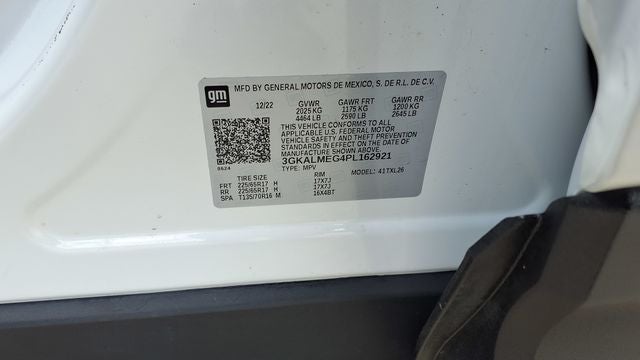 gm
MFD BY GENERAL MOTORS DE MEXICO, S. DE R.L. DE C.V.
12/22 GVWR GAWR FRT GAWR RR
2025 KG 1175 KG 1200 KG
4464 LB 2590 LB 2645 LB
THIS VEHICLE CONFORMS TO ALL
APPLICABLE U.S. FEDERAL MOTOR
VEHICLE SAFETY AND THEFT PREVENTION
STANDARDS IN EFFECT ON THE DATE OF
MANUFACTURE SHOWN ABOVE.
3GKALMEG4PL162921
0624
TYPE: MPV MODEL: 41TXL26
TIRE SIZE RIM
FRT 225/65R17 H 17X7J
RR 225/65R17 H 17X7J
SPA T135/70R16 M 16X4BT